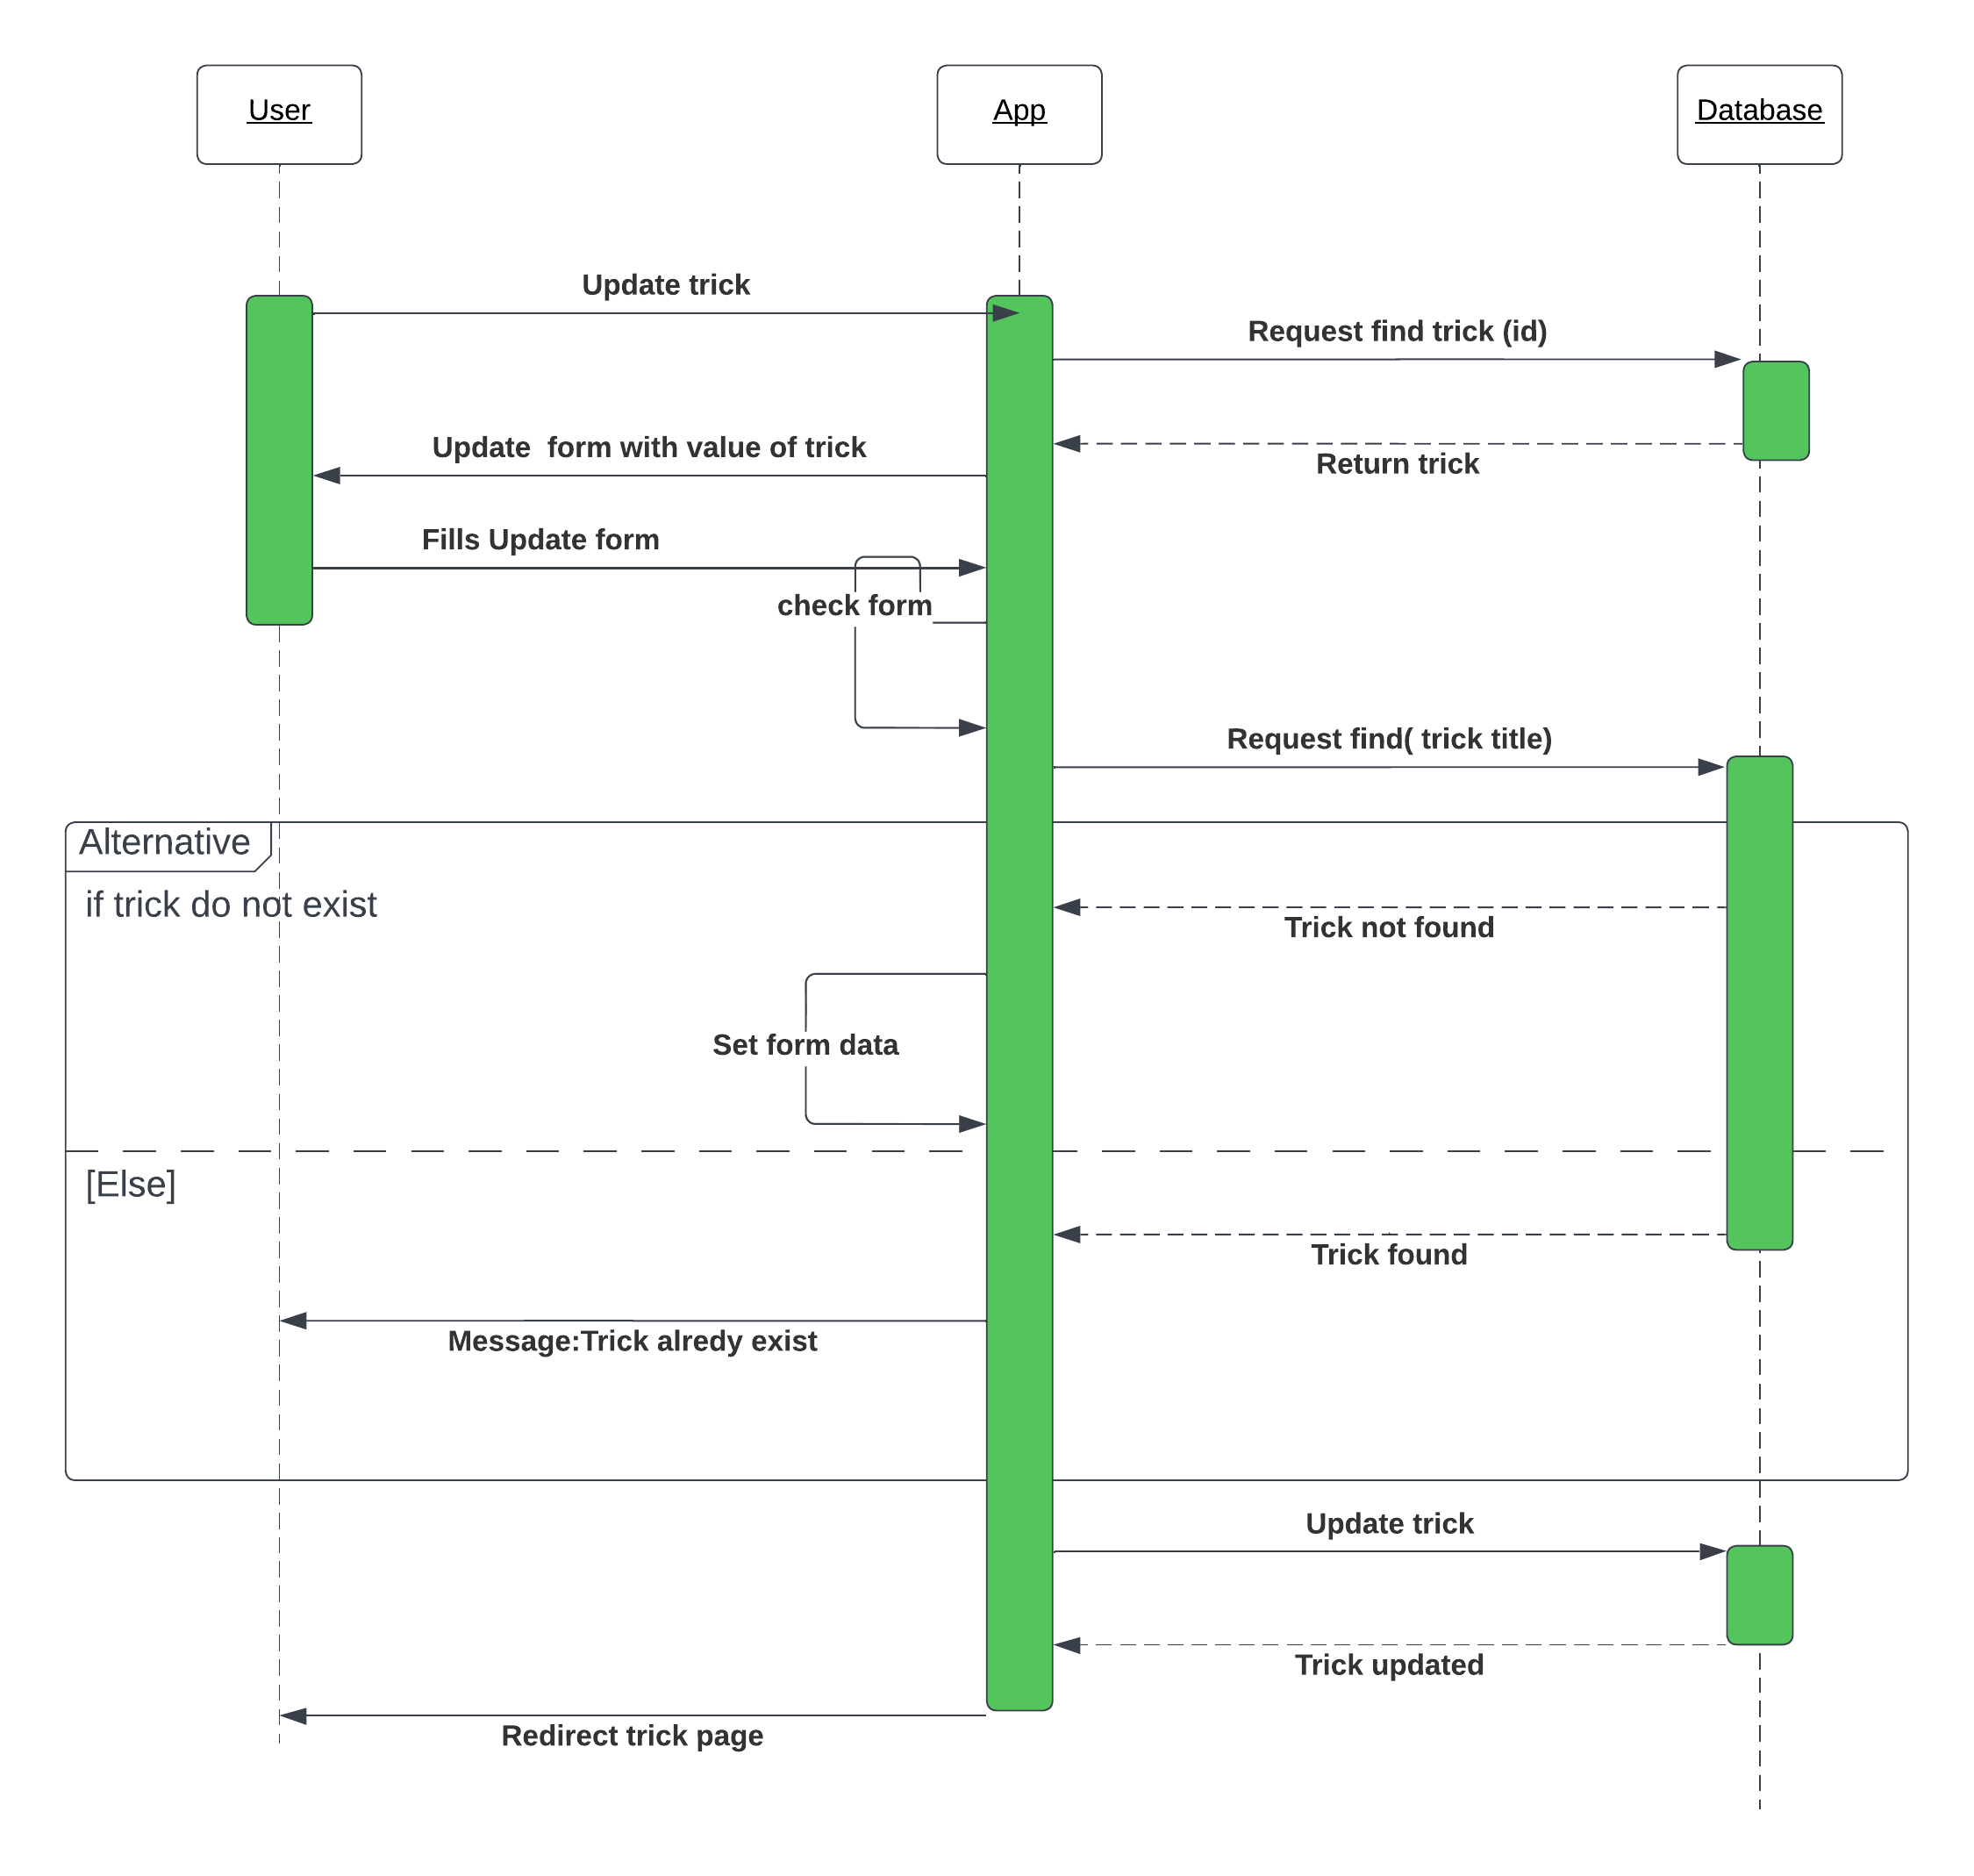 User
App
Database
Update trick
Request find trick (id)
Update  form with value of trick
Return trick
Fills Update form
check form
Request find( trick title)
Alternative
if trick do not exist
Trick not found
Set form data
[Else]
Trick found
Message:Trick alredy exist
Update trick
Trick updated
Redirect trick page